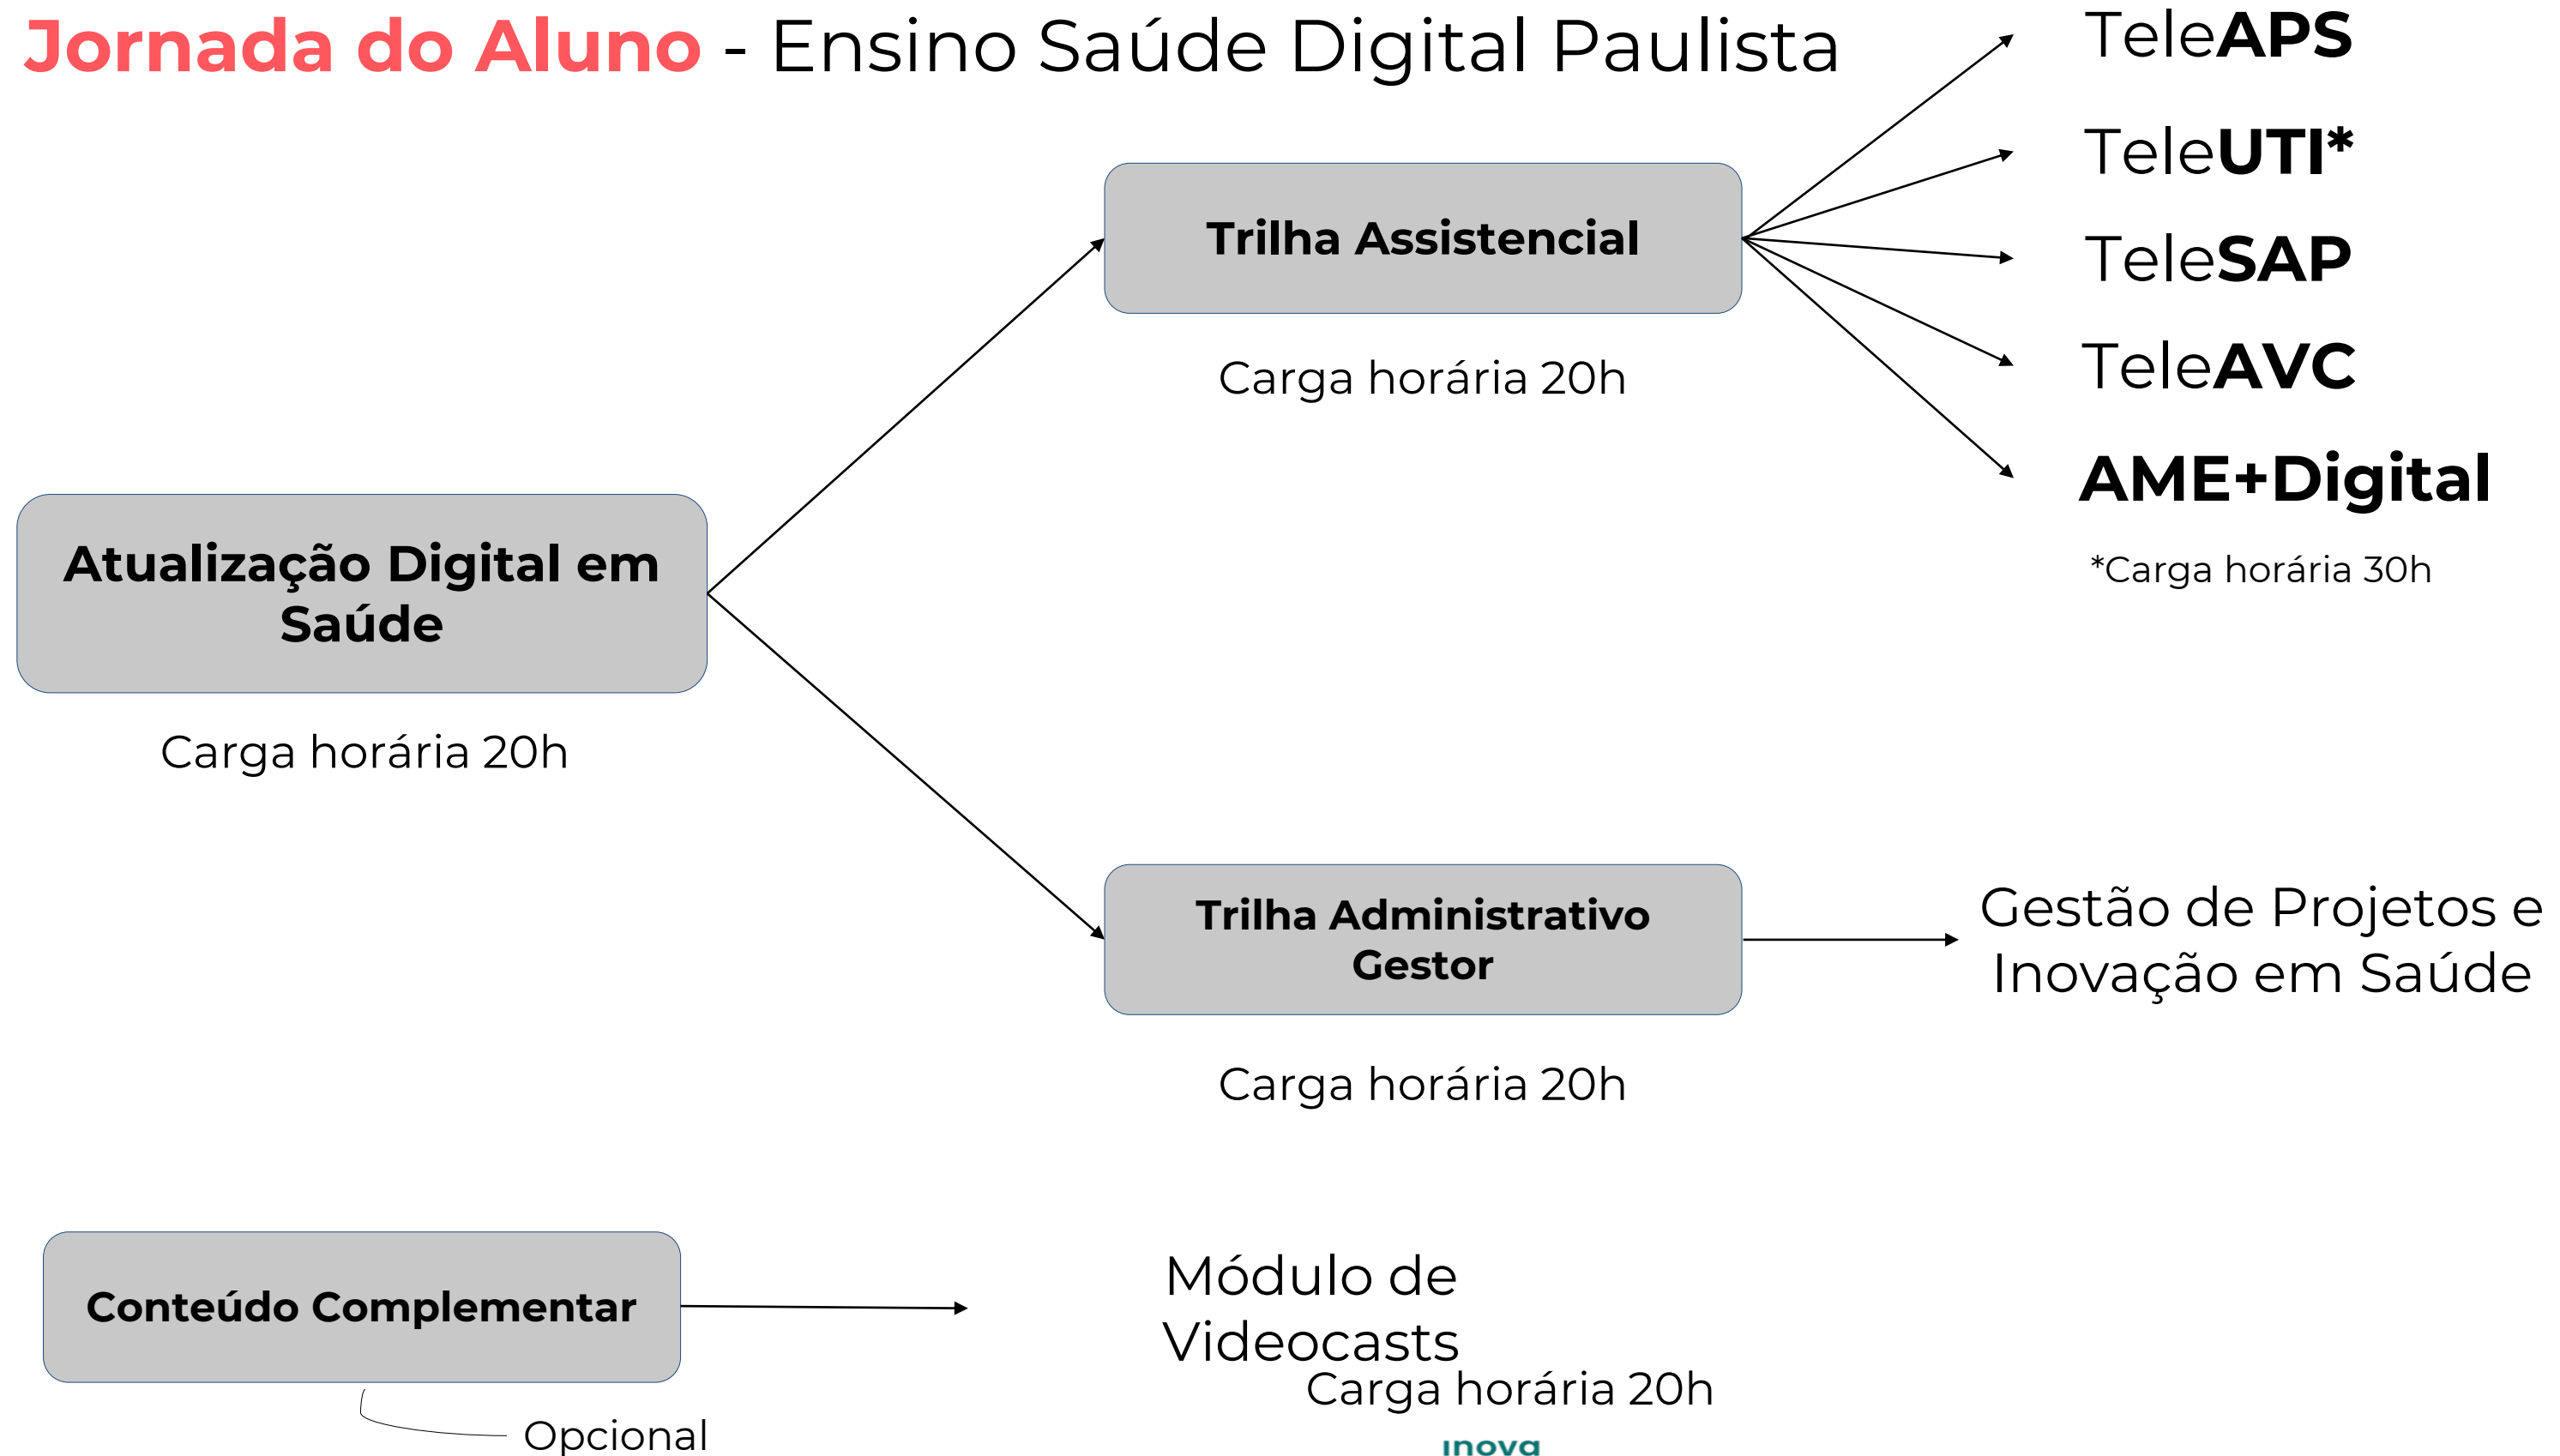 Jornada do Aluno - Ensino Saúde Digital Paulista
TeleAPS
TeleUTI*
TeleSAP
TeleAVC
AME+Digital
*Carga horária 30h
Trilha Assistencial
Carga horária 20h
Atualização Digital em
Saúde
Carga horária 20h
Trilha Administrativo
Gestor
Carga horária 20h
Gestão de Projetos e
Inovação em Saúde
Conteúdo Complementar
Opcional
Módulo de
Videocasts
Carga horária 20h
inova